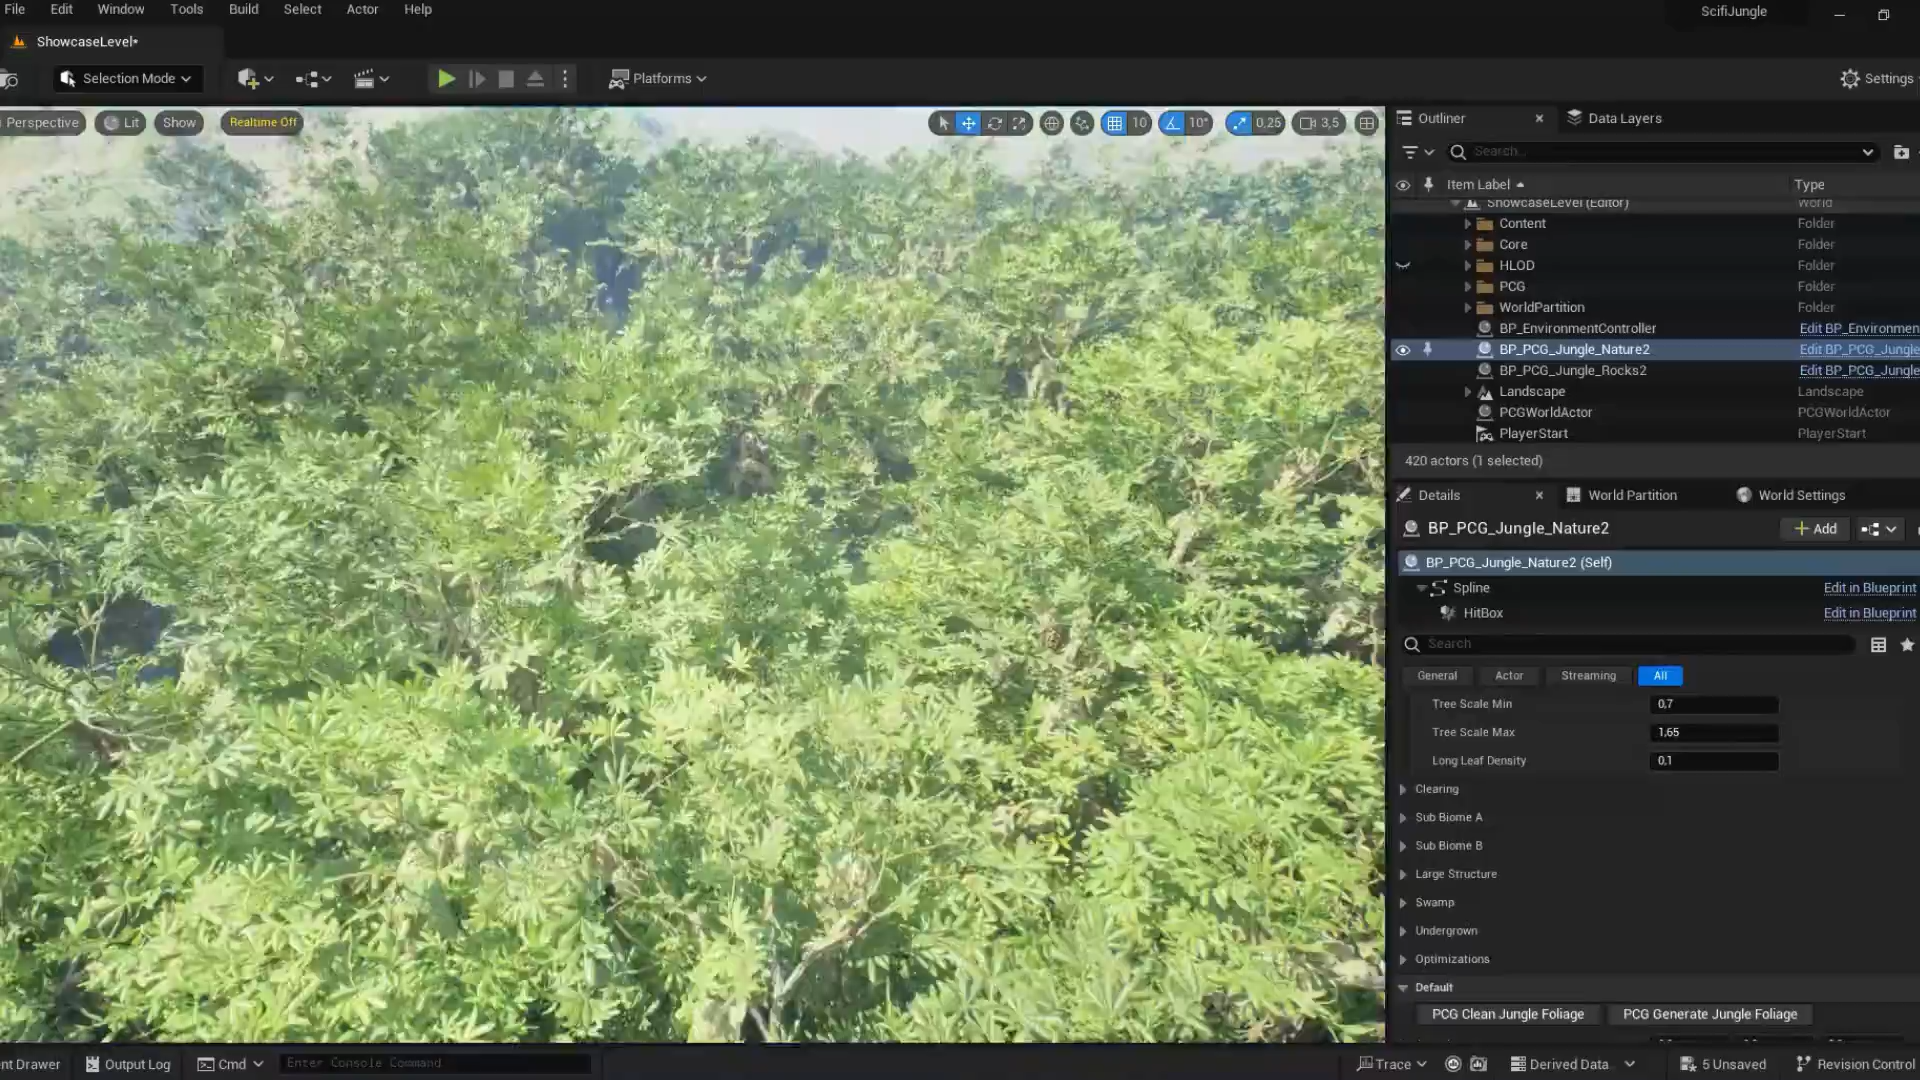 File Edit Window Tools Build Select Actor Help
ScifiJungle
ShowcaseLevel*
Selection Mode
Platforms
Settings
Perspective Lit Show Realtime Off
10 10° 0,25 3,5
Outliner Data Layers
Search...
Item Label Type
ShowcaseLevel (Editor) World
Content Folder
Core Folder
HLOD Folder
PCG Folder
WorldPartition Folder
BP_EnvironmentController Edit BP_Environmen
BP_PCG_Jungle_Nature2 Edit BP_PCG_Jungle
BP_PCG_Jungle_Rocks2 Edit BP_PCG_Jungle
Landscape Landscape
PCGWorldActor PCGWorldActor
PlayerStart PlayerStart
420 actors (1 selected)
Details World Partition World Settings
BP_PCG_Jungle_Nature2 Add
BP_PCG_Jungle_Nature2 (Self)
Spline Edit in Blueprint
HitBox Edit in Blueprint
Search
General Actor Streaming All
Tree Scale Min 0,7
Tree Scale Max 1,65
Long Leaf Density 0,1
Clearing
Sub Biome A
Sub Biome B
Large Structure
Swamp
Undergrown
Optimizations
Default
PCG Clean Jungle Foliage PCG Generate Jungle Foliage
nt Drawer Output Log Cmd Enter Console Command Trace Derived Data 5 Unsaved Revision Control